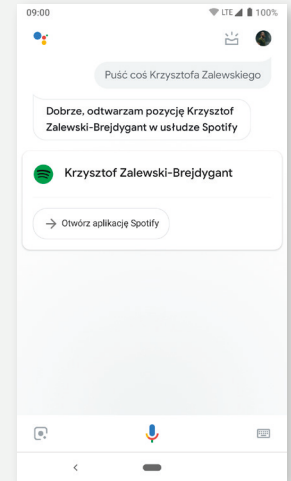 09:00 LTE 100%
Puść coś Krzysztofa Zalewskiego
Dobrze, odtwarzam pozycję Krzysztof
Zalewski-Brejdygant w usłudze Spotify
Krzysztof Zalewski-Brejdygant
Otwórz aplikację Spotify